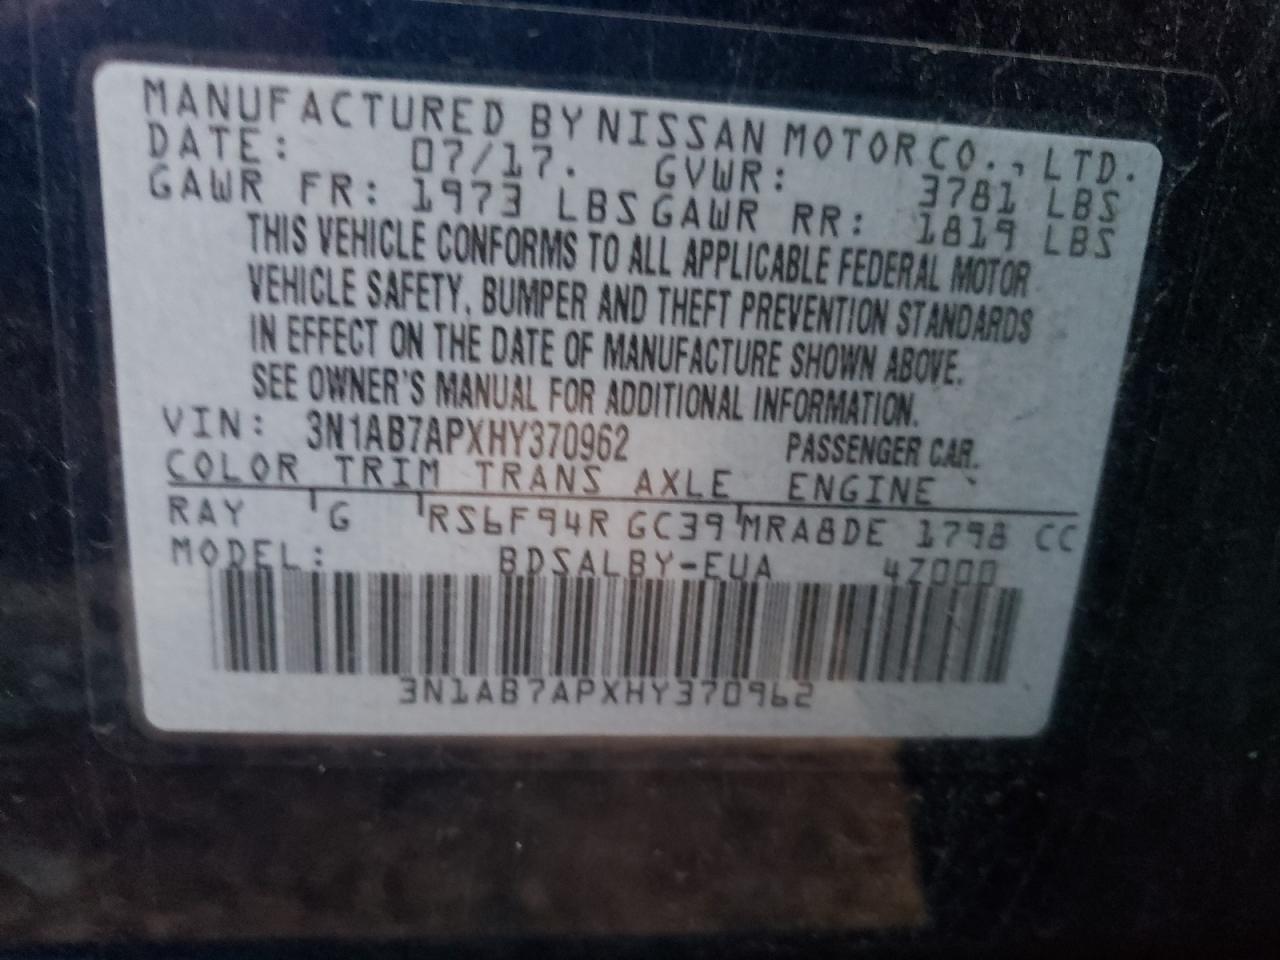 MANUFACTURED BY NISSAN MOTOR CO., LTD.
DATE: 07/17. GVWR: 3781 LBS
GAWR FR: 1973 LBS GAWR RR: 1819 LBS
THIS VEHICLE CONFORMS TO ALL APPLICABLE FEDERAL MOTOR
VEHICLE SAFETY, BUMPER AND THEFT PREVENTION STANDARDS
IN EFFECT ON THE DATE OF MANUFACTURE SHOWN ABOVE.
SEE OWNER'S MANUAL FOR ADDITIONAL INFORMATION.
VIN: 3N1AB7APXHY370962 PASSENGER CAR.
COLOR TRIM TRANS AXLE ENGINE
RAY G RS6F94R GC39 MRA8DE 1798 CC
MODEL: BDSALBY-EUA 4Z000
3N1AB7APXHY370962